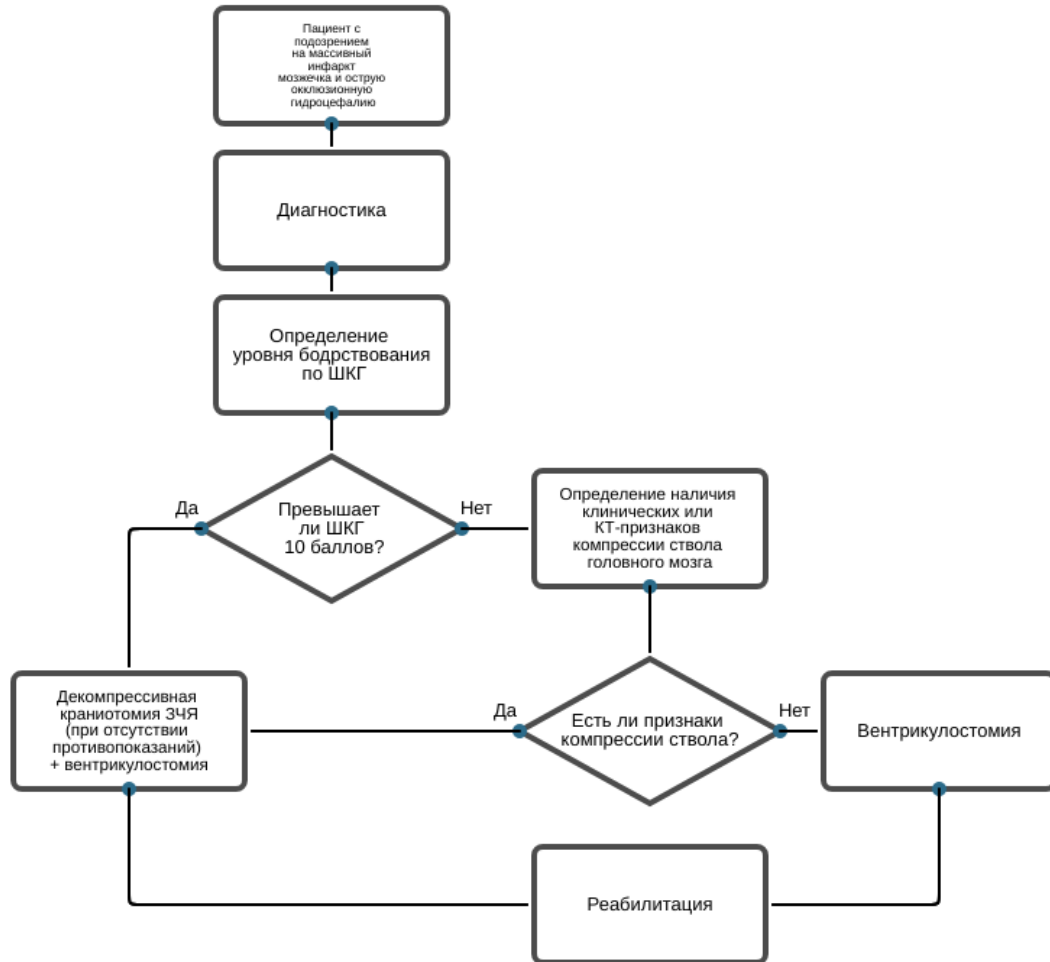 Пациент с
подозрением
на массивный
инфаркт
мозжечка и острую
окклюзионную
гидроцефалию
Диагностика
Определение
уровня бодрствования
по ШКГ
Да
Превышает
ли ШКГ
10 баллов?
Нет
Определение наличия
клинических или
КТ-признаков
компрессии ствола
головного мозга
Декомпрессивная
краниотомия ЗЧЯ
(при отсутствии
противопоказаний)
+ вентрикулостомия
Да
Есть ли признаки
компрессии ствола?
Нет
Вентрикулостомия
Реабилитация